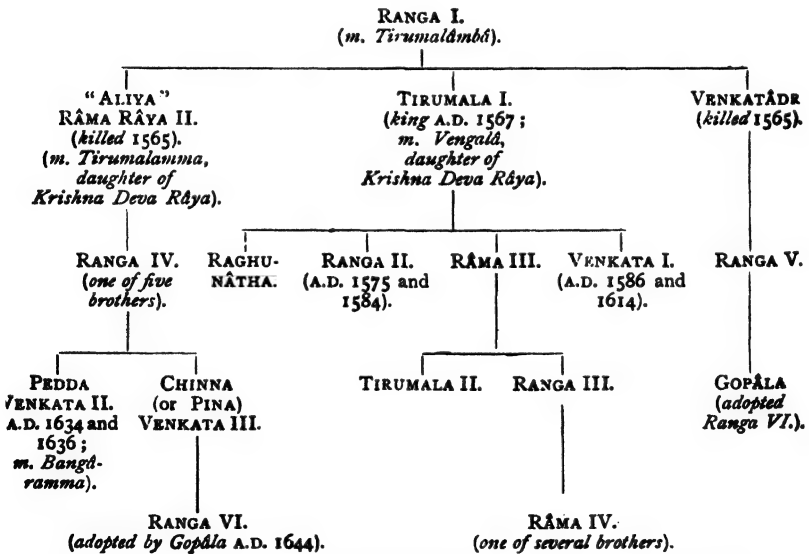 RANGA I.
(m. Tirumalâmbâ).
"ALIYA"
RÂMA RÂYA II.
(killed 1565).
(m. Tirumalamma,
daughter of
Krishna Deva Râya).
TIRUMALA I.
(king A.D. 1567;
m. Vengalâ,
daughter of
Krishna Deva Râya).
VENKATÂDR
(killed 1565).
RANGA IV.
(one of five
brothers).
RAGHU-
NÂTHA.
RANGA II.
(A.D. 1575 and
1584).
RÂMA III.
VENKATA I.
(A.D. 1586 and
1614).
RANGA V.
PEDDA
VENKATA II.
A.D. 1634 and
1636;
m. Bangâ-
ramma).
CHINNA
(or PINA)
VENKATA III.
TIRUMALA II.
RANGA III.
GOPÂLA
(adopted
Ranga VI.).
RANGA VI.
(adopted by Gopâla A.D. 1644).
RÂMA IV.
(one of several brothers).